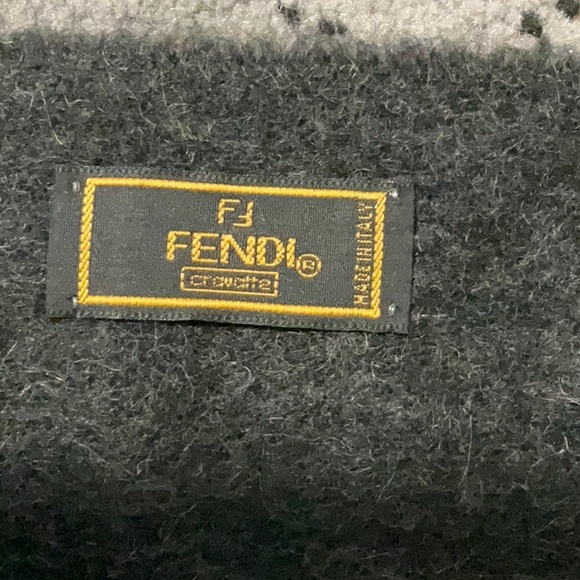 FF
FENDI®
cravatte
MADE IN ITALY